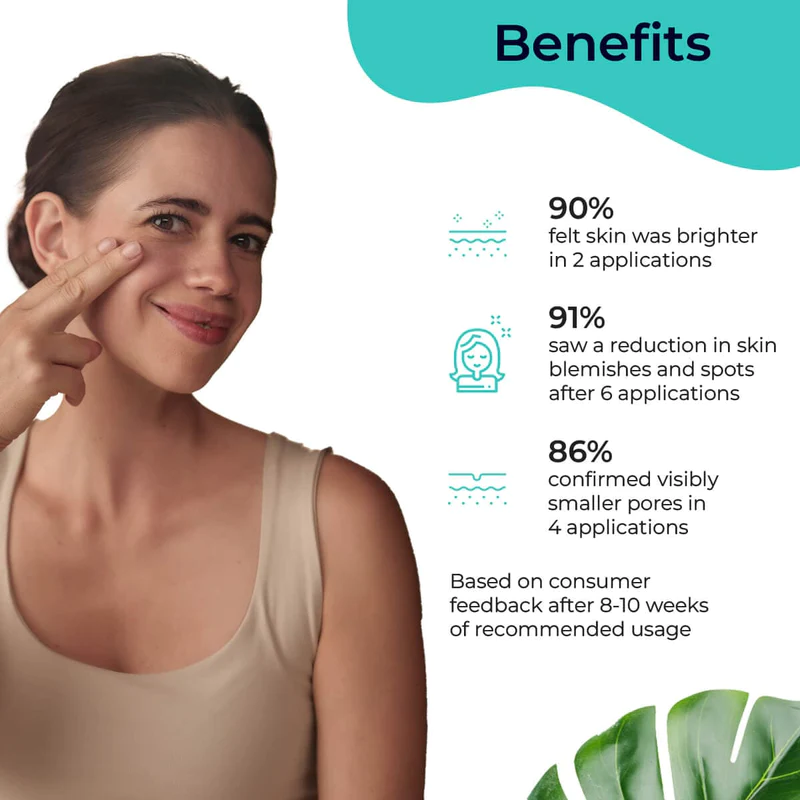 Benefits
90%
felt skin was brighter
in 2 applications
91%
saw a reduction in skin
blemishes and spots
after 6 applications
86%
confirmed visibly
smaller pores in
4 applications
Based on consumer
feedback after 8-10 weeks
of recommended usage